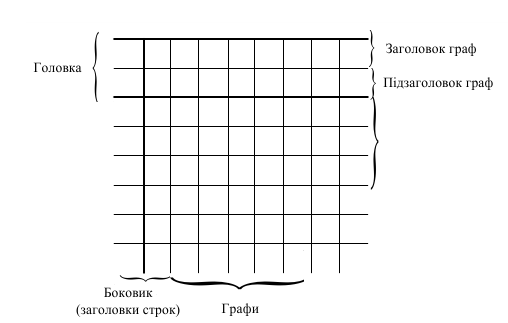 Заголовок граф
Головка
Підзаголовок граф
Боковик
(заголовки строк)
Графи